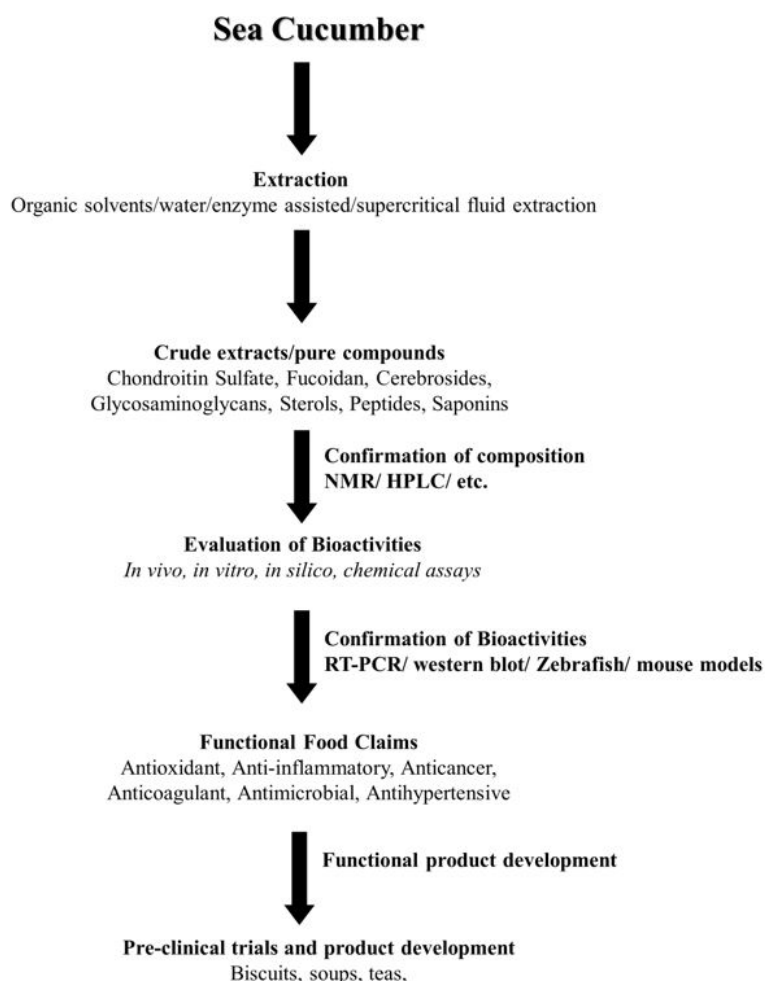 Sea Cucumber
Extraction
Organic solvents/water/enzyme assisted/supercritical fluid extraction
Crude extracts/pure compounds
Chondroitin Sulfate, Fucoidan, Cerebrosides,
Glycosaminoglycans, Sterols, Peptides, Saponins
Confirmation of composition
NMR/ HPLC/ etc.
Evaluation of Bioactivities
In vivo, in vitro, in silico, chemical assays
Confirmation of Bioactivities
RT-PCR/ western blot/ Zebrafish/ mouse models
Functional Food Claims
Antioxidant, Anti-inflammatory, Anticancer,
Anticoagulant, Antimicrobial, Antihypertensive
Functional product development
Pre-clinical trials and product development
Biscuits, soups, teas,